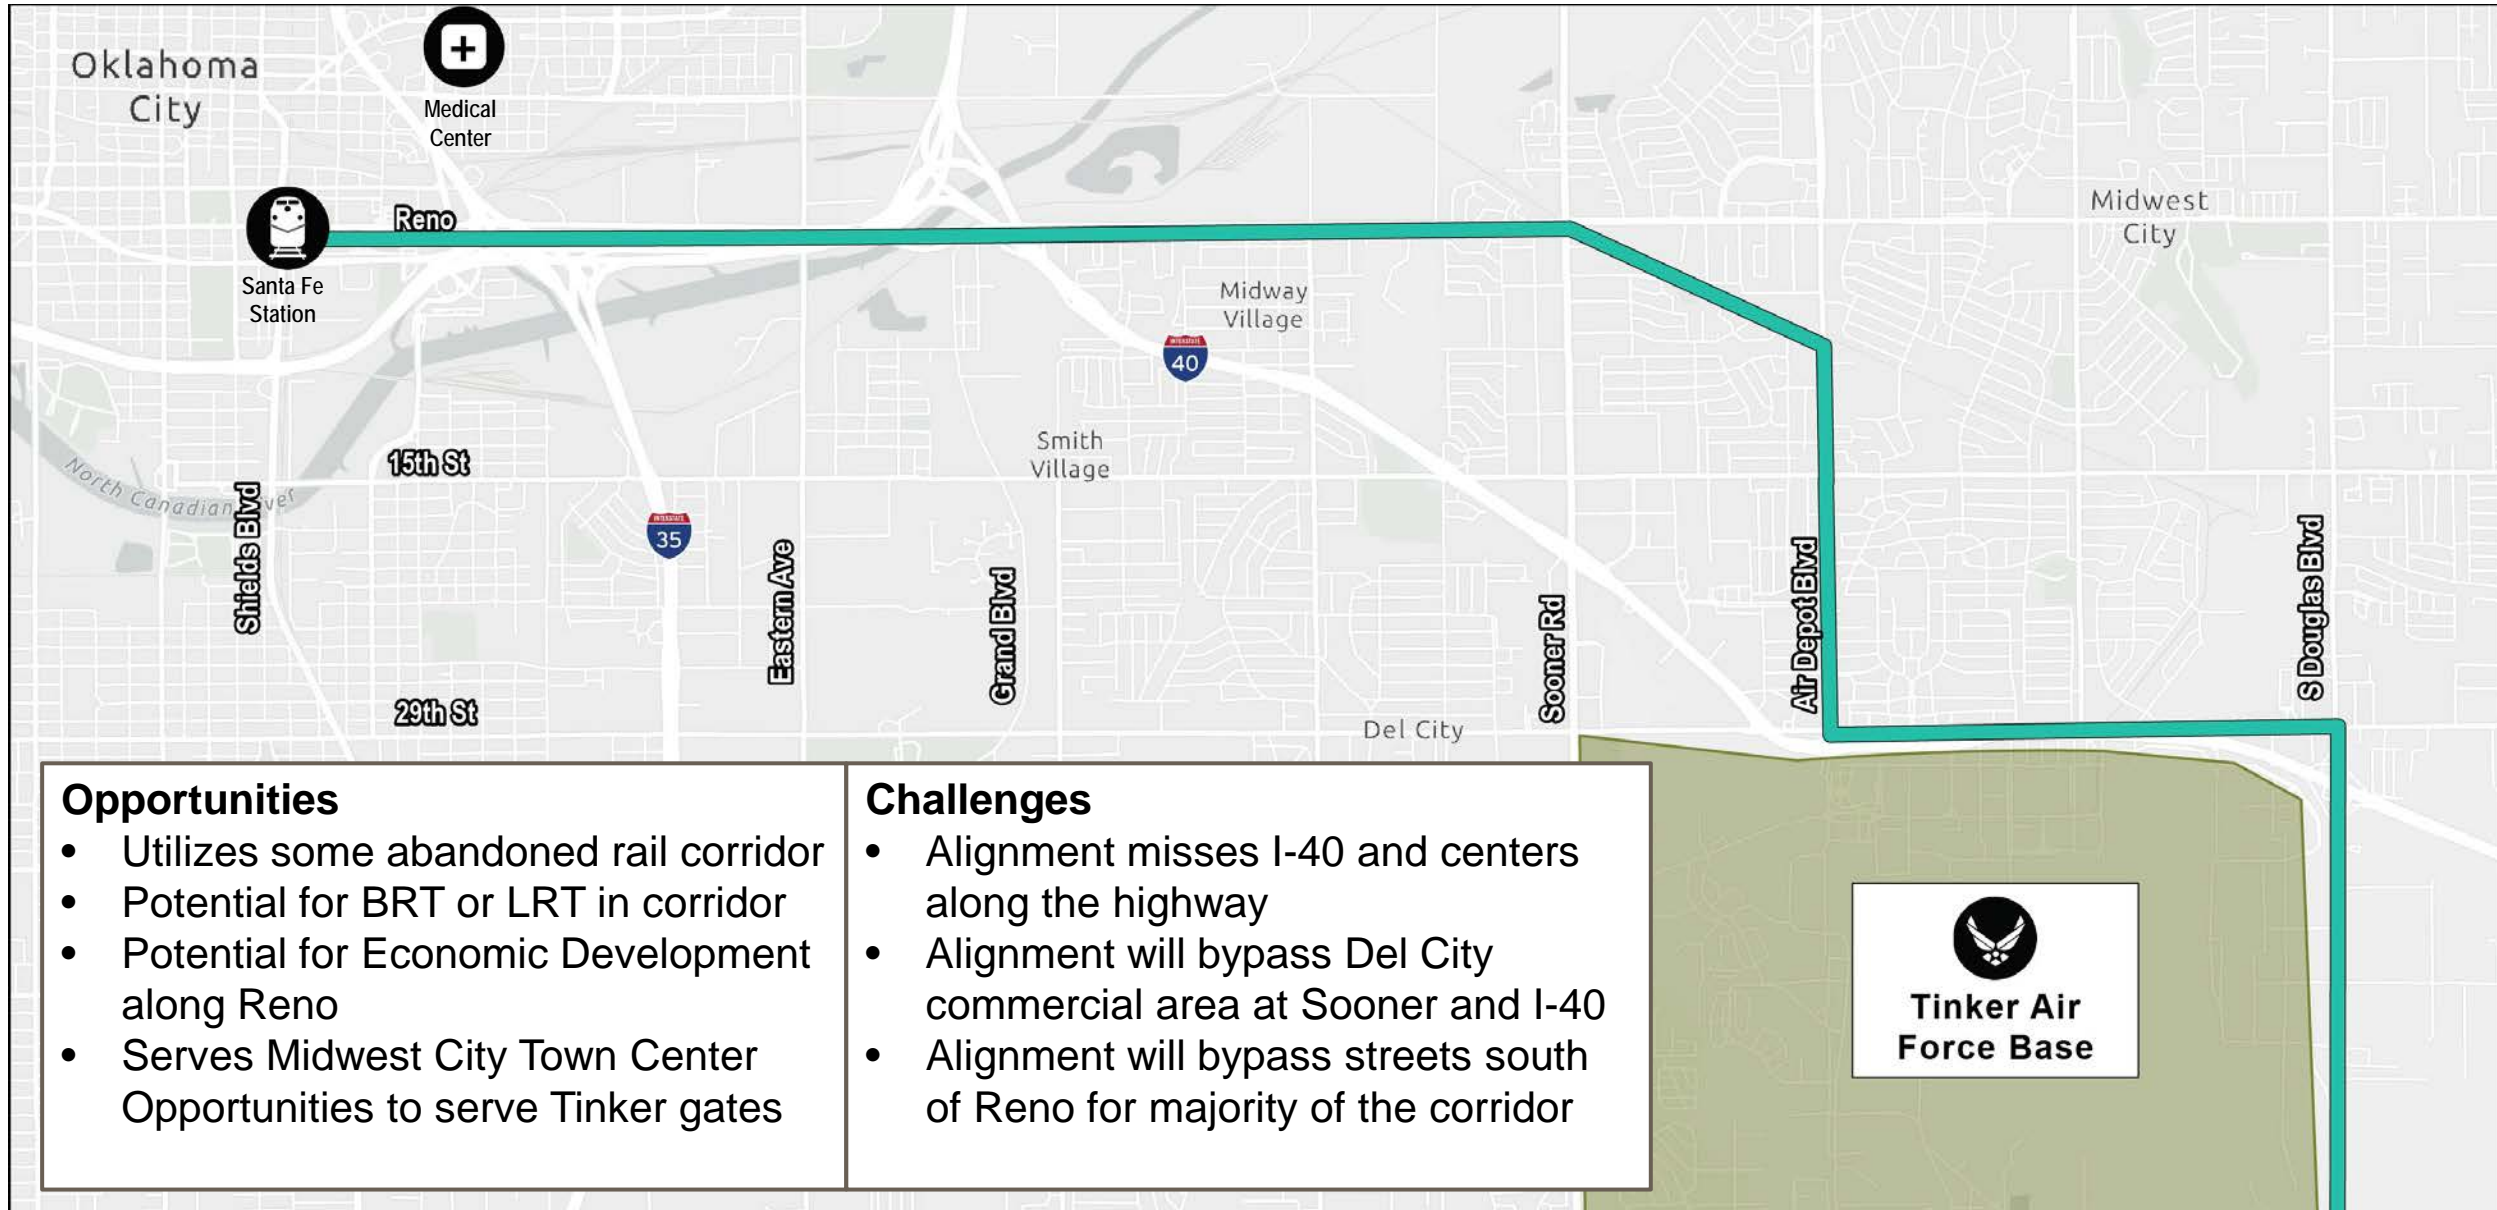 Oklahoma
City
Medical
Center
Reno
Santa Fe
Station
Midwest
City
Midway
Village
INTERSTATE
40
Smith
Village
15th St
North Canadian River
Shields Blvd
INTERSTATE
35
Eastern Ave
Grand Blvd
Sooner Rd
Air Depot Blvd
S Douglas Blvd
29th St
Del City
Opportunities
• Utilizes some abandoned rail corridor
• Potential for BRT or LRT in corridor
• Potential for Economic Development
along Reno
• Serves Midwest City Town Center
Opportunities to serve Tinker gates
Challenges
• Alignment misses I-40 and centers
along the highway
• Alignment will bypass Del City
commercial area at Sooner and I-40
• Alignment will bypass streets south
of Reno for majority of the corridor
Tinker Air
Force Base